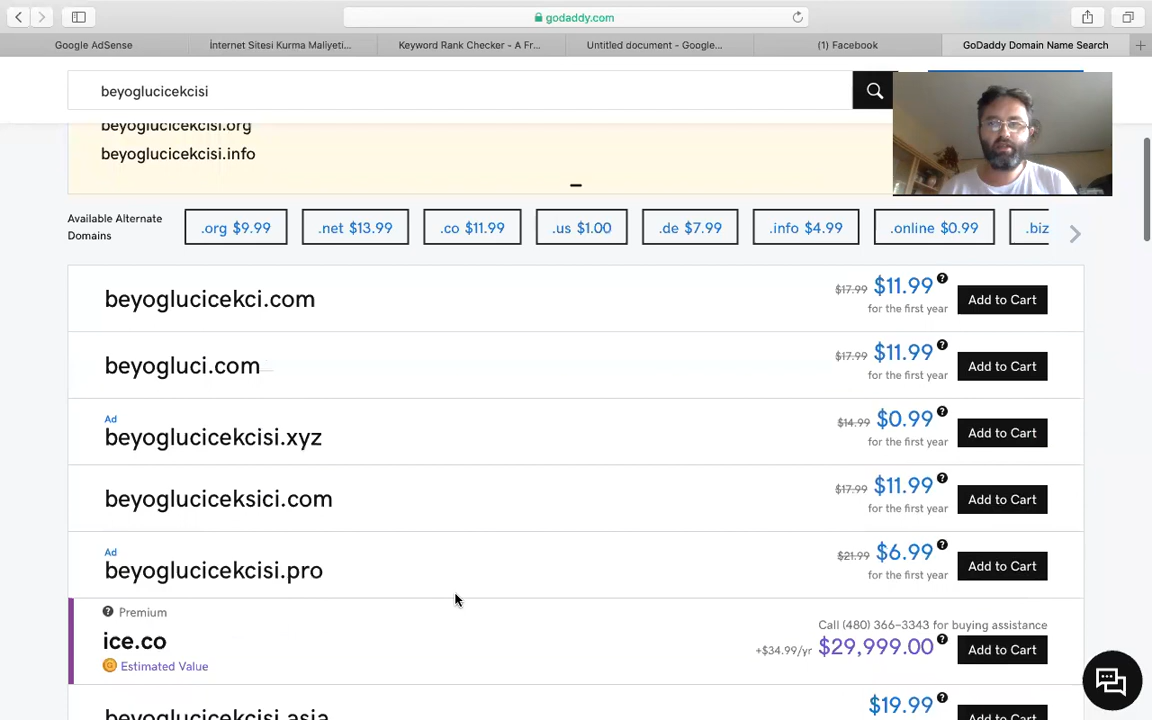 godaddy.com
Google AdSense
İnternet Sitesi Kurma Maliyeti...
Keyword Rank Checker - A Fr...
Untitled document - Google...
(1) Facebook
GoDaddy Domain Name Search
beyoglucicekcisi
beyoglucicekcisi.org
beyoglucicekcisi.info
Available Alternate
Domains
.org $9.99
.net $13.99
.co $11.99
.us $1.00
.de $7.99
.info $4.99
.online $0.99
.biz
beyoglucicekci.com
$17.99 $11.99
for the first year
Add to Cart
beyogluci.com
$17.99 $11.99
for the first year
Add to Cart
Ad
beyoglucicekcisi.xyz
$14.99 $0.99
for the first year
Add to Cart
beyogluciceksici.com
$17.99 $11.99
for the first year
Add to Cart
Ad
beyoglucicekcisi.pro
$21.99 $6.99
for the first year
Add to Cart
Premium
ice.co
Estimated Value
Call (480) 366-3343 for buying assistance
+$34.99/yr $29,999.00
Add to Cart
beyoglucicekcisi.asia
$19.99
Add to Cart